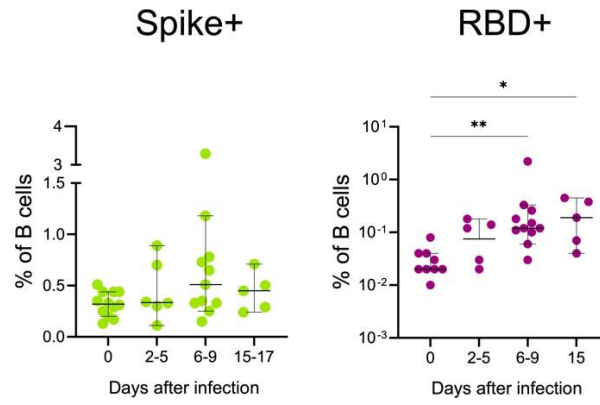 Spike+
% of B cells
4
3
1.5
1.0
0.5
0.0
0 2-5 6-9 15-17
Days after infection
RBD+
*
**
% of B cells
10¹
10⁰
10⁻¹
10⁻²
10⁻³
0 2-5 6-9 15
Days after infection